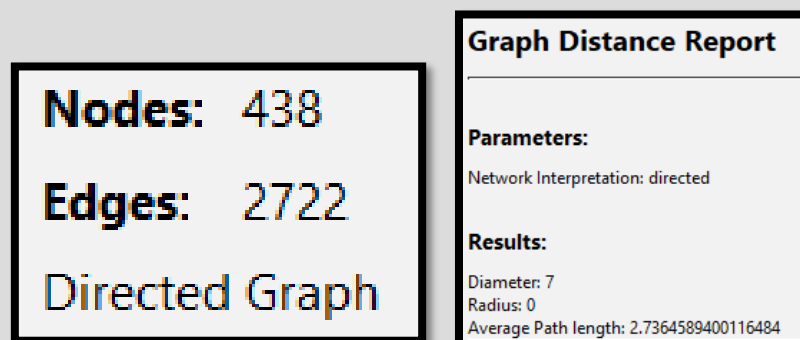 Nodes: 438
Edges: 2722
Directed Graph
Graph Distance Report
Parameters:
Network Interpretation: directed
Results:
Diameter: 7
Radius: 0
Average Path length: 2.7364589400116484